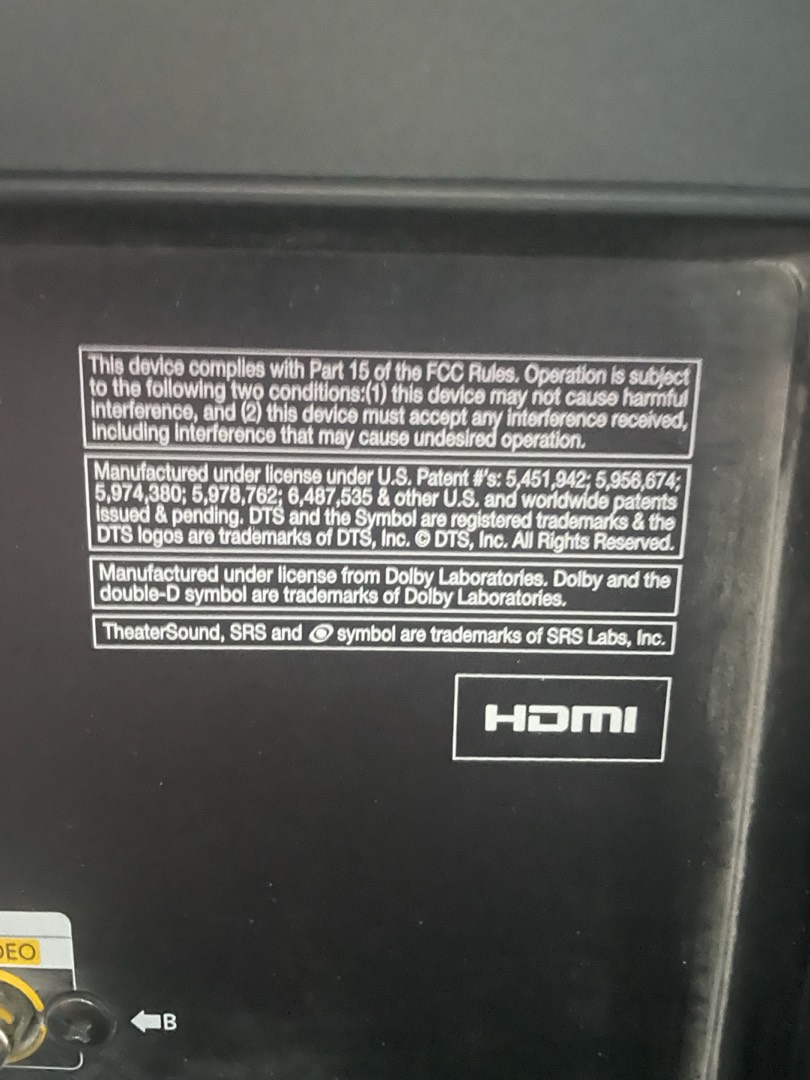 This device complies with Part 15 of the FCC Rules. Operation is subject
to the following two conditions:(1) this device may not cause harmful
interference, and (2) this device must accept any interference received,
including interference that may cause undesired operation.
Manufactured under license under U.S. Patent #'s: 5,451,942; 5,956,674;
5,974,380; 5,978,762; 6,487,535 & other U.S. and worldwide patents
issued & pending. DTS and the Symbol are registered trademarks & the
DTS logos are trademarks of DTS, Inc. © DTS, Inc. All Rights Reserved.
Manufactured under license from Dolby Laboratories. Dolby and the
double-D symbol are trademarks of Dolby Laboratories.
TheaterSound, SRS and symbol are trademarks of SRS Labs, Inc.
HDMI
DEO
B